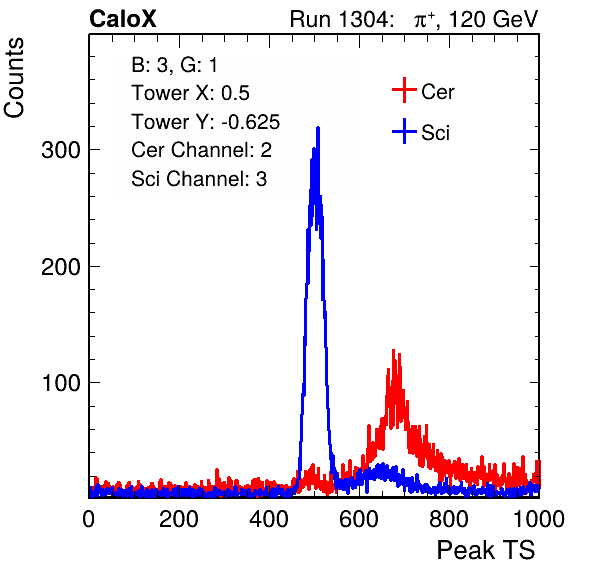 CaloX
Run 1304: π⁺, 120 GeV
Counts
B: 3, G: 1
Tower X: 0.5
Tower Y: -0.625
Cer Channel: 2
Sci Channel: 3
Cer
Sci
300
200
100
0 200 400 600 800 1000
Peak TS